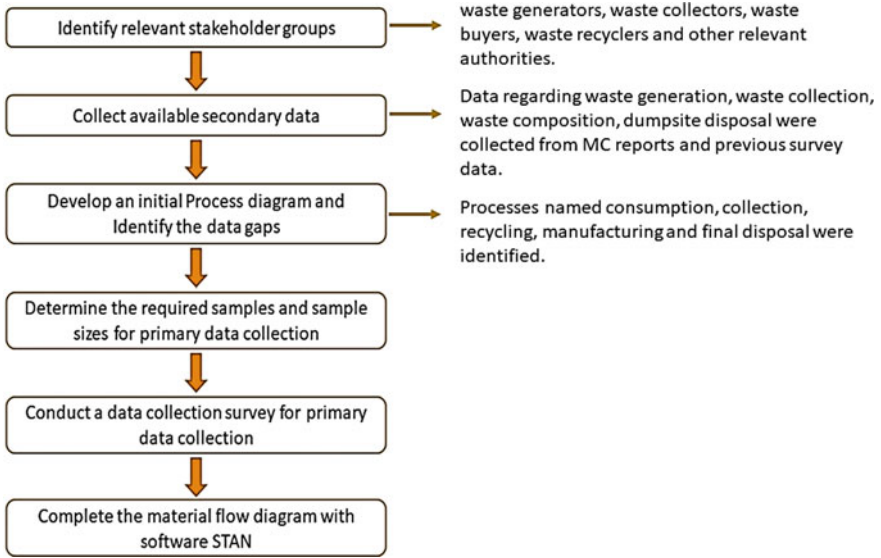 Identify relevant stakeholder groups
waste generators, waste collectors, waste
buyers, waste recyclers and other relevant
authorities.
Collect available secondary data
Data regarding waste generation, waste collection,
waste composition, dumpsite disposal were
collected from MC reports and previous survey
data.
Develop an initial Process diagram and
Identify the data gaps
Processes named consumption, collection,
recycling, manufacturing and final disposal were
identified.
Determine the required samples and sample
sizes for primary data collection
Conduct a data collection survey for primary
data collection
Complete the material flow diagram with
software STAN